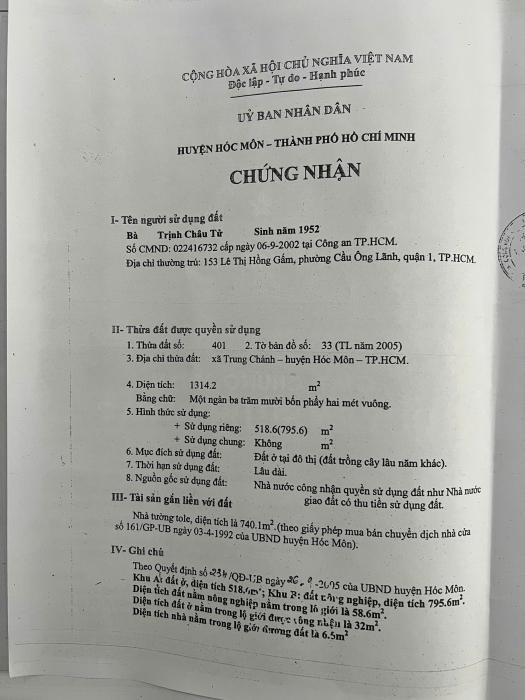 CỘNG HÒA XÃ HỘI CHỦ NGHĨA VIỆT NAM
Độc lập - Tự do - Hạnh phúc
UỶ BAN NHÂN DÂN
HUYỆN HÓC MÔN – THÀNH PHỐ HỒ CHÍ MINH
CHỨNG NHẬN
I- Tên người sử dụng đất
Bà Trịnh Châu Tử Sinh năm 1952
Số CMND: 022416732 cấp ngày 06-9-2002 tại Công an TP.HCM.
Địa chỉ thường trú: 153 Lê Thị Hồng Gấm, phường Cầu Ông Lãnh, quận 1, TP.HCM.
II- Thửa đất được quyền sử dụng
1. Thửa đất số: 401 2. Tờ bản đồ số: 33 (TL năm 2005)
3. Địa chỉ thửa đất: xã Trung Chánh – huyện Hóc Môn – TP.HCM.
4. Diện tích: 1314.2 m²
Bằng chữ: Một ngàn ba trăm mười bốn phẩy hai mét vuông.
5. Hình thức sử dụng:
+ Sử dụng riêng: 518.6(795.6) m²
+ Sử dụng chung: Không m²
6. Mục đích sử dụng đất: Đất ở tại đô thị (đất trồng cây lâu năm khác).
7. Thời hạn sử dụng đất: Lâu dài.
8. Nguồn gốc sử dụng đất: Nhà nước công nhận quyền sử dụng đất như Nhà nước
giao đất có thu tiền sử dụng đất.
III- Tài sản gắn liền với đất
Nhà tường tole, diện tích là 740.1m².(theo giấy phép mua bán chuyển dịch nhà cửa
số 161/GP-UB ngày 03-4-1992 của UBND huyện Hóc Môn).
IV- Ghi chú
Theo Quyết định số /QĐ-UB ngày 26.9-2005 của UBND huyện Hóc Môn.
Khu A: đất ở, diện tích 518.6m²; Khu B: đất nông nghiệp, diện tích 795.6m².
Diện tích đất nông nghiệp nằm trong lộ giới là 58.6m².
Diện tích đất ở nằm trong lộ giới được công nhận là 32m².
Diện tích nhà nằm trong lộ giới đương đất là 6.5m²